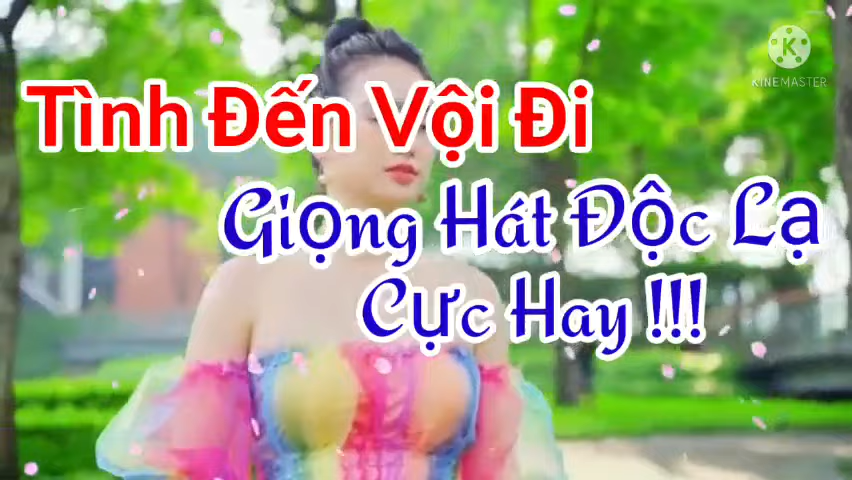 KINEMASTER
Tình Đến Vội Đi
Giọng Hát Độc Lạ
Cực Hay !!!